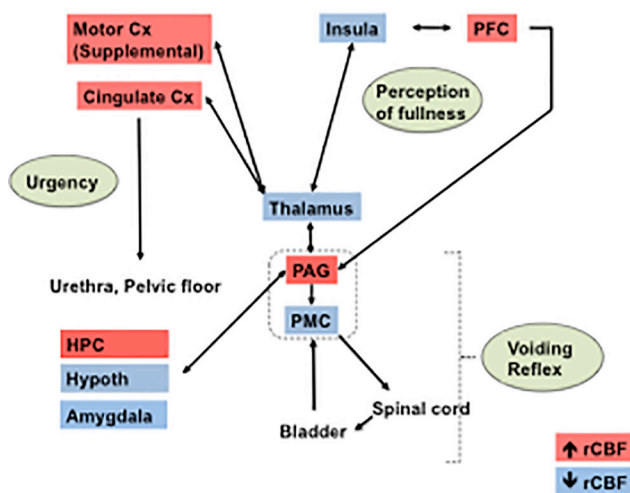 Motor Cx
(Supplemental)
Insula
PFC
Cingulate Cx
Perception
of fullness
Urgency
Thalamus
PAG
Urethra, Pelvic floor
PMC
HPC
Hypoth
Amygdala
Voiding
Reflex
Spinal cord
Bladder
↑ rCBF
↓ rCBF